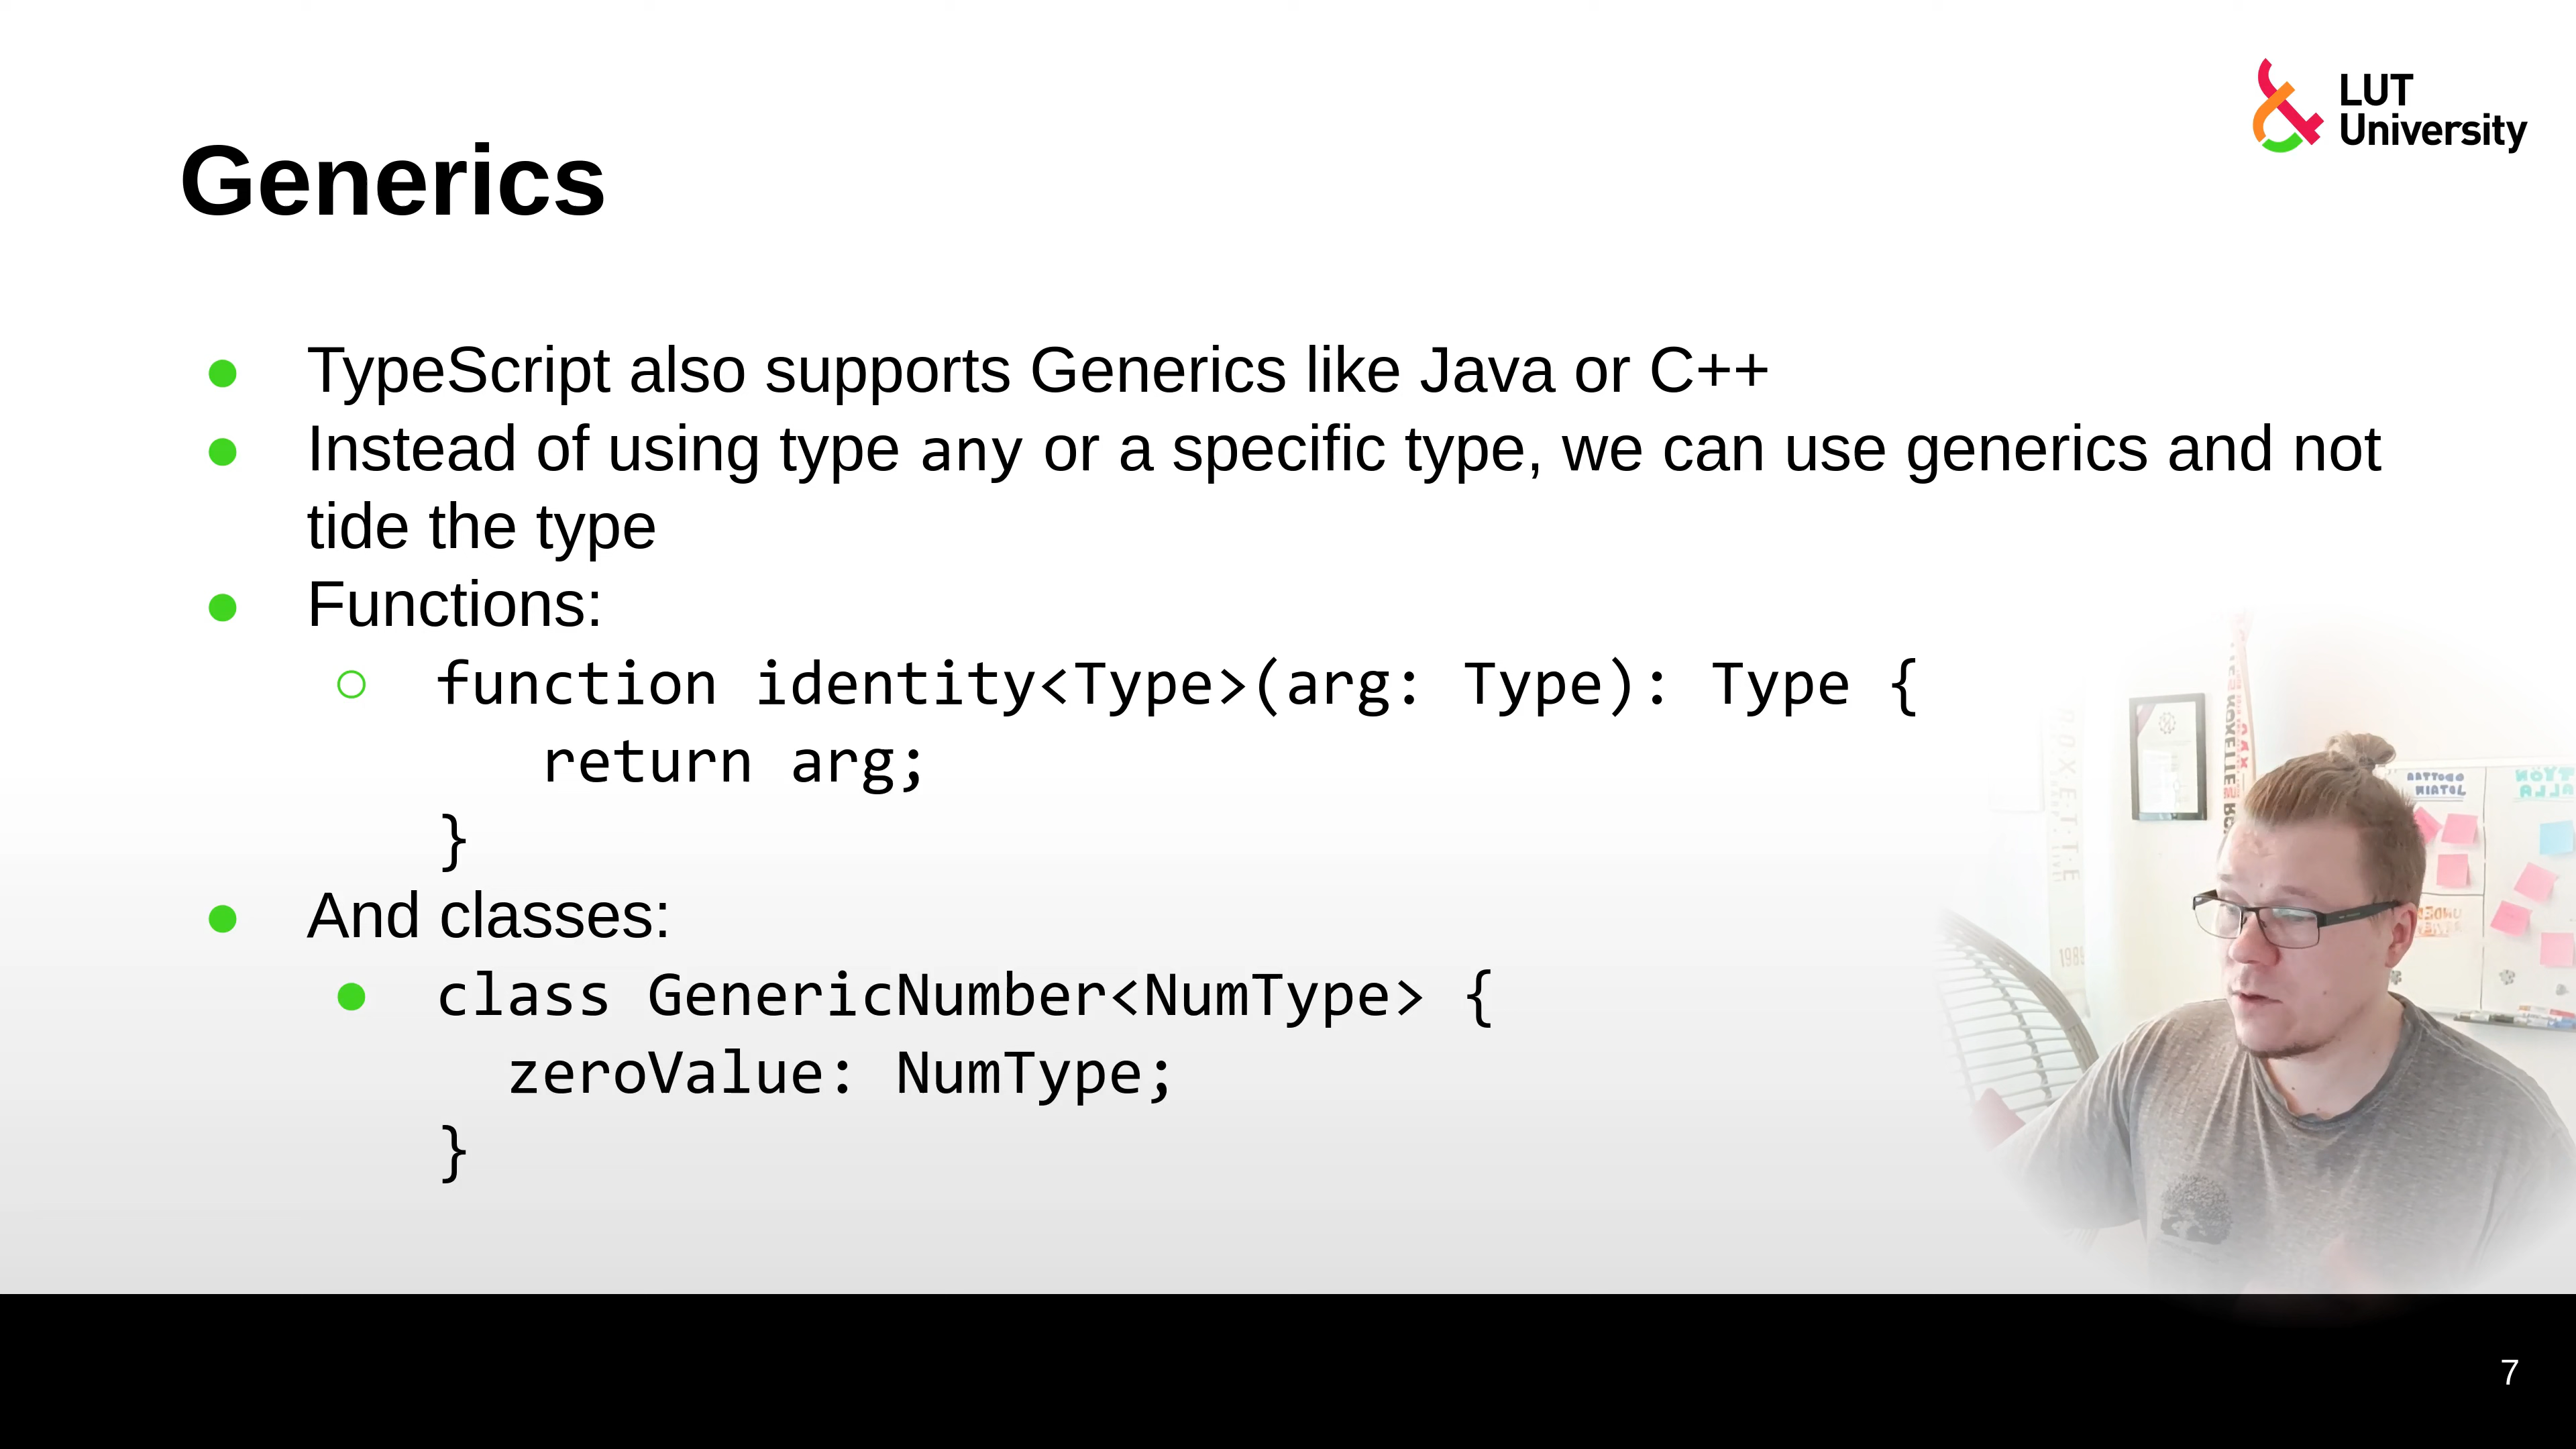 LUT
University
Generics
TypeScript also supports Generics like Java or C++
Instead of using type any or a specific type, we can use generics and not
tide the type
Functions:
function identity<Type>(arg: Type): Type {
return arg;
}
And classes:
class GenericNumber<NumType> {
zeroValue: NumType;
}
1989
7